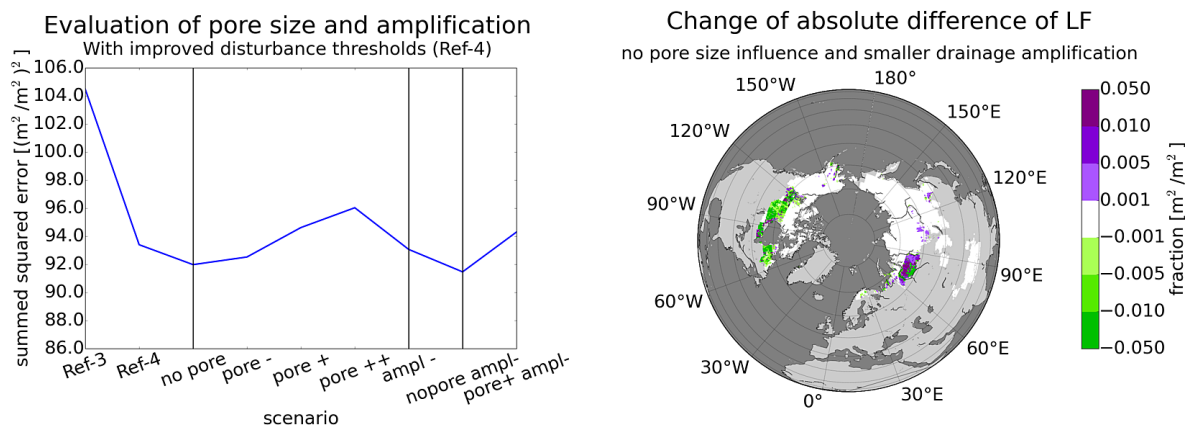 Evaluation of pore size and amplification
With improved disturbance thresholds (Ref-4)
summed squared error [(m² /m² )²
106.0
104.0
102.0
100.0
98.0
96.0
94.0
92.0
90.0
88.0
86.0
Ref-3
Ref-4
no pore
pore -
pore +
pore ++
ampl -
nopore ampl-
pore+ ampl-
scenario
Change of absolute difference of LF
no pore size influence and smaller drainage amplification
180°
150°W
150°E
120°W
120°E
90°W
90°E
60°W
60°E
30°W
30°E
0°
0.050
0.010
0.005
0.001
−0.001
−0.005
−0.010
−0.050
fraction [m² /m² ]